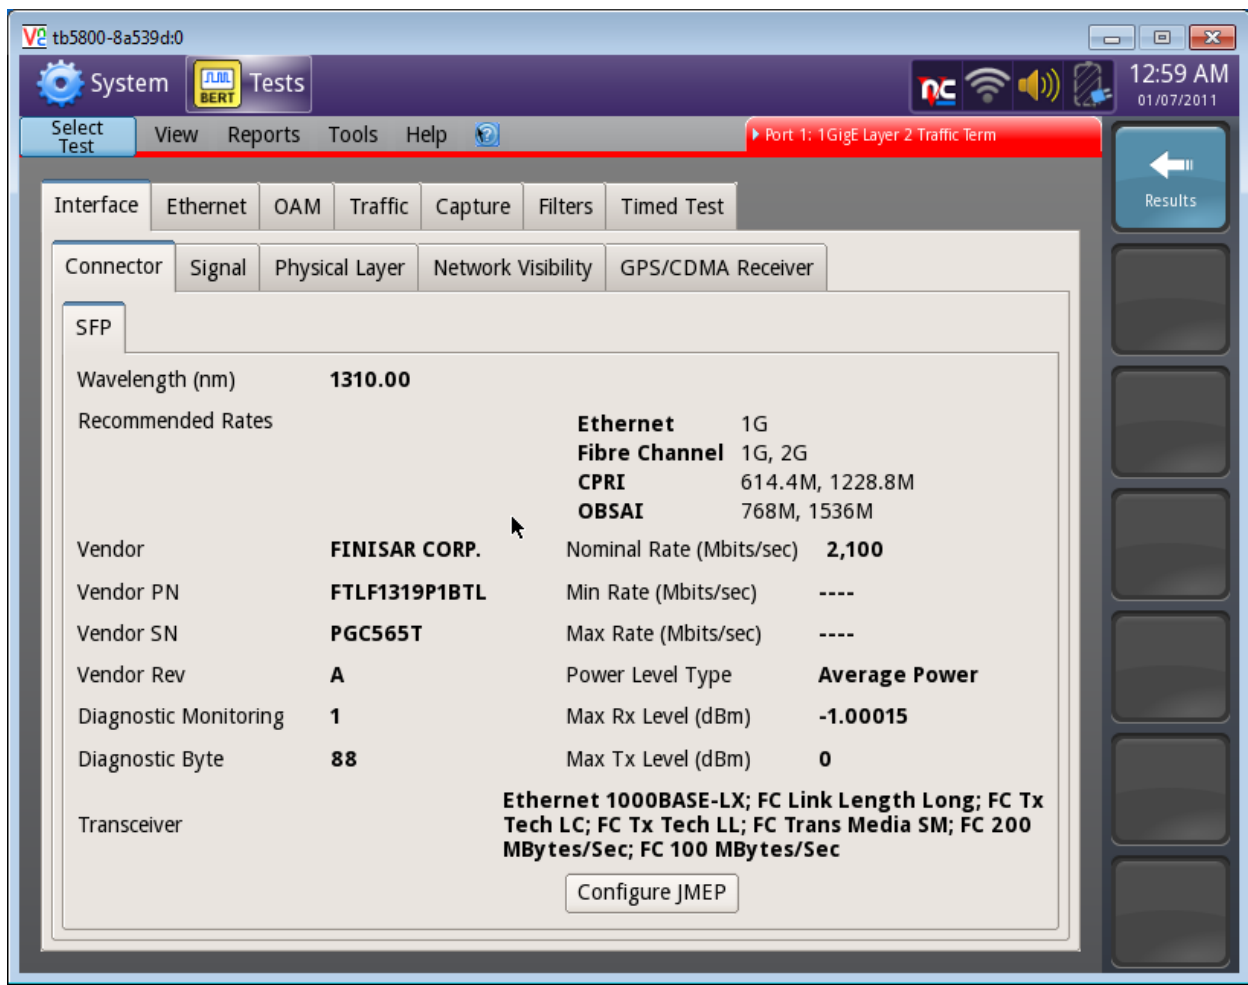 V2 tb5800-8a539d:0
System
BERT
Tests
12:59 AM
01/07/2011
Select
Test
View Reports Tools Help
Port 1: 1GigE Layer 2 Traffic Term
Results
Interface Ethernet OAM Traffic Capture Filters Timed Test
Connector Signal Physical Layer Network Visibility GPS/CDMA Receiver
SFP
Wavelength (nm) 1310.00
Recommended Rates
Ethernet 1G
Fibre Channel 1G, 2G
CPRI 614.4M, 1228.8M
OBSAI 768M, 1536M
Vendor FINISAR CORP. Nominal Rate (Mbits/sec) 2,100
Vendor PN FTLF1319P1BTL Min Rate (Mbits/sec) ----
Vendor SN PGC565T Max Rate (Mbits/sec) ----
Vendor Rev A Power Level Type Average Power
Diagnostic Monitoring 1 Max Rx Level (dBm) -1.00015
Diagnostic Byte 88 Max Tx Level (dBm) 0
Transceiver
Ethernet 1000BASE-LX; FC Link Length Long; FC Tx
Tech LC; FC Tx Tech LL; FC Trans Media SM; FC 200
MBytes/Sec; FC 100 MBytes/Sec
Configure JMEP